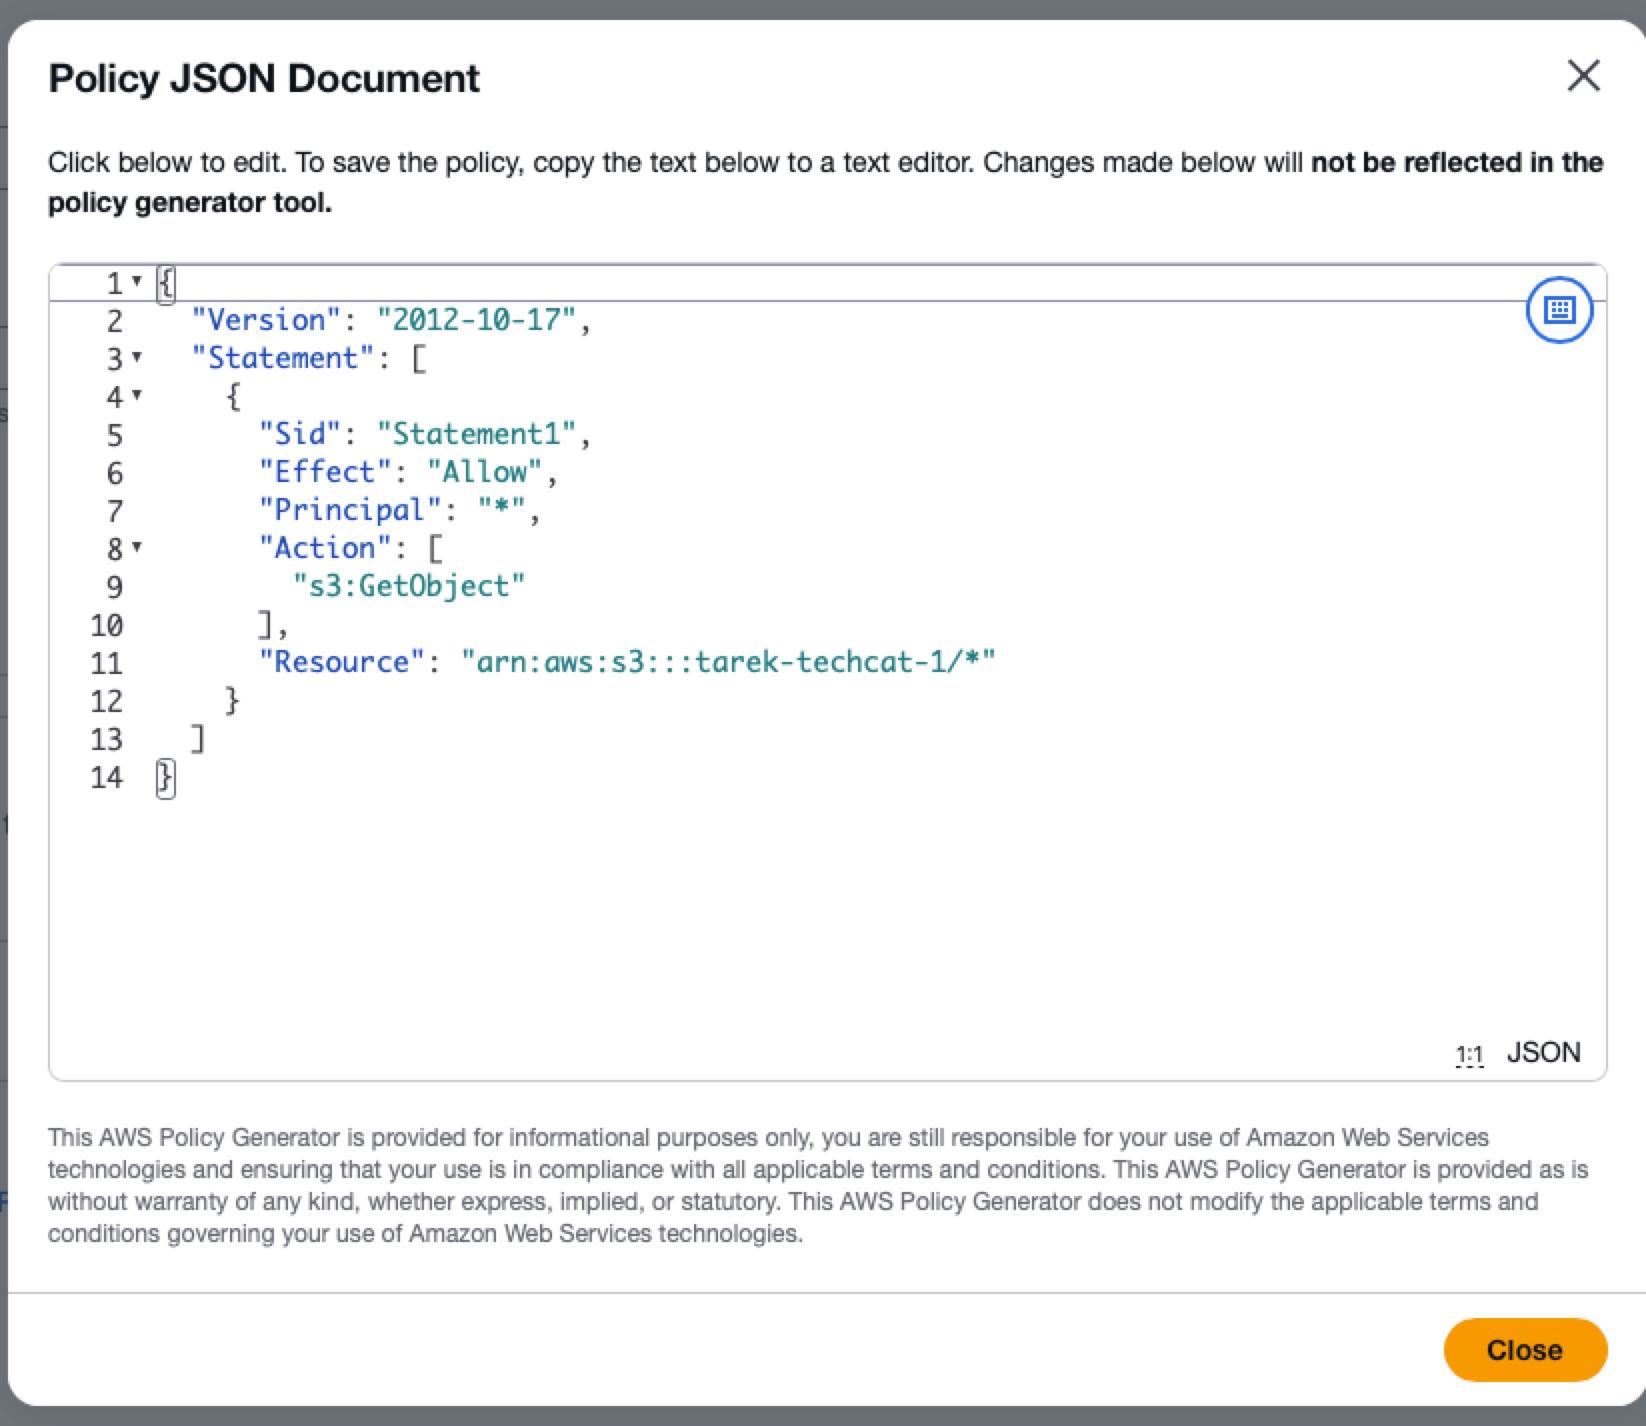 Policy JSON Document
Click below to edit. To save the policy, copy the text below to a text editor. Changes made below will not be reflected in the
policy generator tool.
1 {
2 "Version": "2012-10-17",
3 "Statement": [
4 {
5 "Sid": "Statement1",
6 "Effect": "Allow",
7 "Principal": "*",
8 "Action": [
9 "s3:GetObject"
10 ],
11 "Resource": "arn:aws:s3:::tarek-techcat-1/*"
12 }
13 ]
14 }
1:1 JSON
This AWS Policy Generator is provided for informational purposes only, you are still responsible for your use of Amazon Web Services
technologies and ensuring that your use is in compliance with all applicable terms and conditions. This AWS Policy Generator is provided as is
without warranty of any kind, whether express, implied, or statutory. This AWS Policy Generator does not modify the applicable terms and
conditions governing your use of Amazon Web Services technologies.
Close